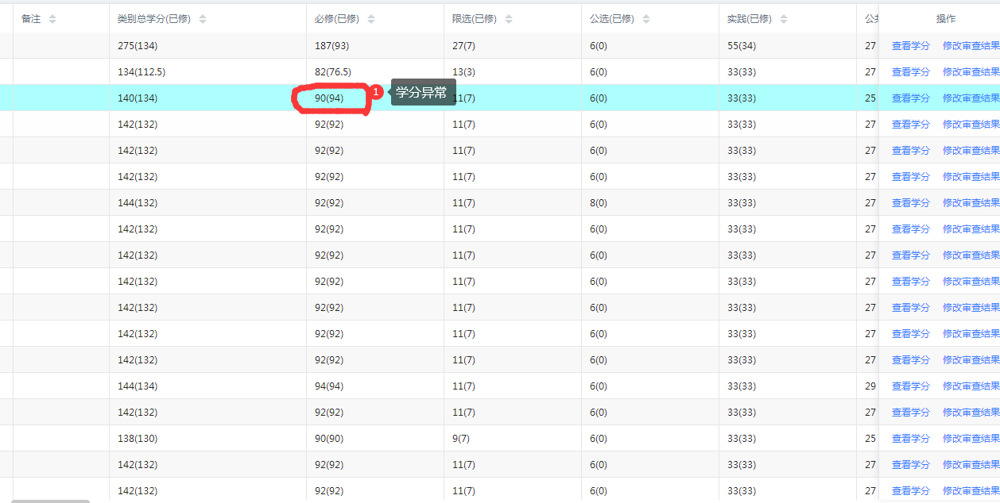 备注 类别总学分(已修) 必修(已修) 限选(已修) 公选(已修) 实践(已修) 操作
275(134) 187(93) 27(7) 6(0) 55(34) 27 查看学分 修改审查结果
134(112.5) 82(76.5) 13(3) 6(0) 33(33) 27 查看学分 修改审查结果
140(134) 90(94) 1 学分异常 11(7) 6(0) 33(33) 25 查看学分 修改审查结果
142(132) 92(92) 11(7) 6(0) 33(33) 27 查看学分 修改审查结果
142(132) 92(92) 11(7) 6(0) 33(33) 27 查看学分 修改审查结果
142(132) 92(92) 11(7) 6(0) 33(33) 27 查看学分 修改审查结果
144(132) 92(92) 11(7) 8(0) 33(33) 27 查看学分 修改审查结果
142(132) 92(92) 11(7) 6(0) 33(33) 27 查看学分 修改审查结果
142(132) 92(92) 11(7) 6(0) 33(33) 27 查看学分 修改审查结果
142(132) 92(92) 11(7) 6(0) 33(33) 27 查看学分 修改审查结果
142(132) 92(92) 11(7) 6(0) 33(33) 27 查看学分 修改审查结果
142(132) 92(92) 11(7) 6(0) 33(33) 27 查看学分 修改审查结果
142(132) 92(92) 11(7) 6(0) 33(33) 27 查看学分 修改审查结果
144(134) 94(94) 11(7) 6(0) 33(33) 29 查看学分 修改审查结果
142(132) 92(92) 11(7) 6(0) 33(33) 27 查看学分 修改审查结果
138(130) 90(90) 9(7) 6(0) 33(33) 25 查看学分 修改审查结果
142(132) 92(92) 11(7) 6(0) 33(33) 27 查看学分 修改审查结果
142(132) 92(92) 11(7) 6(0) 33(33) 27 查看学分 修改审查结果